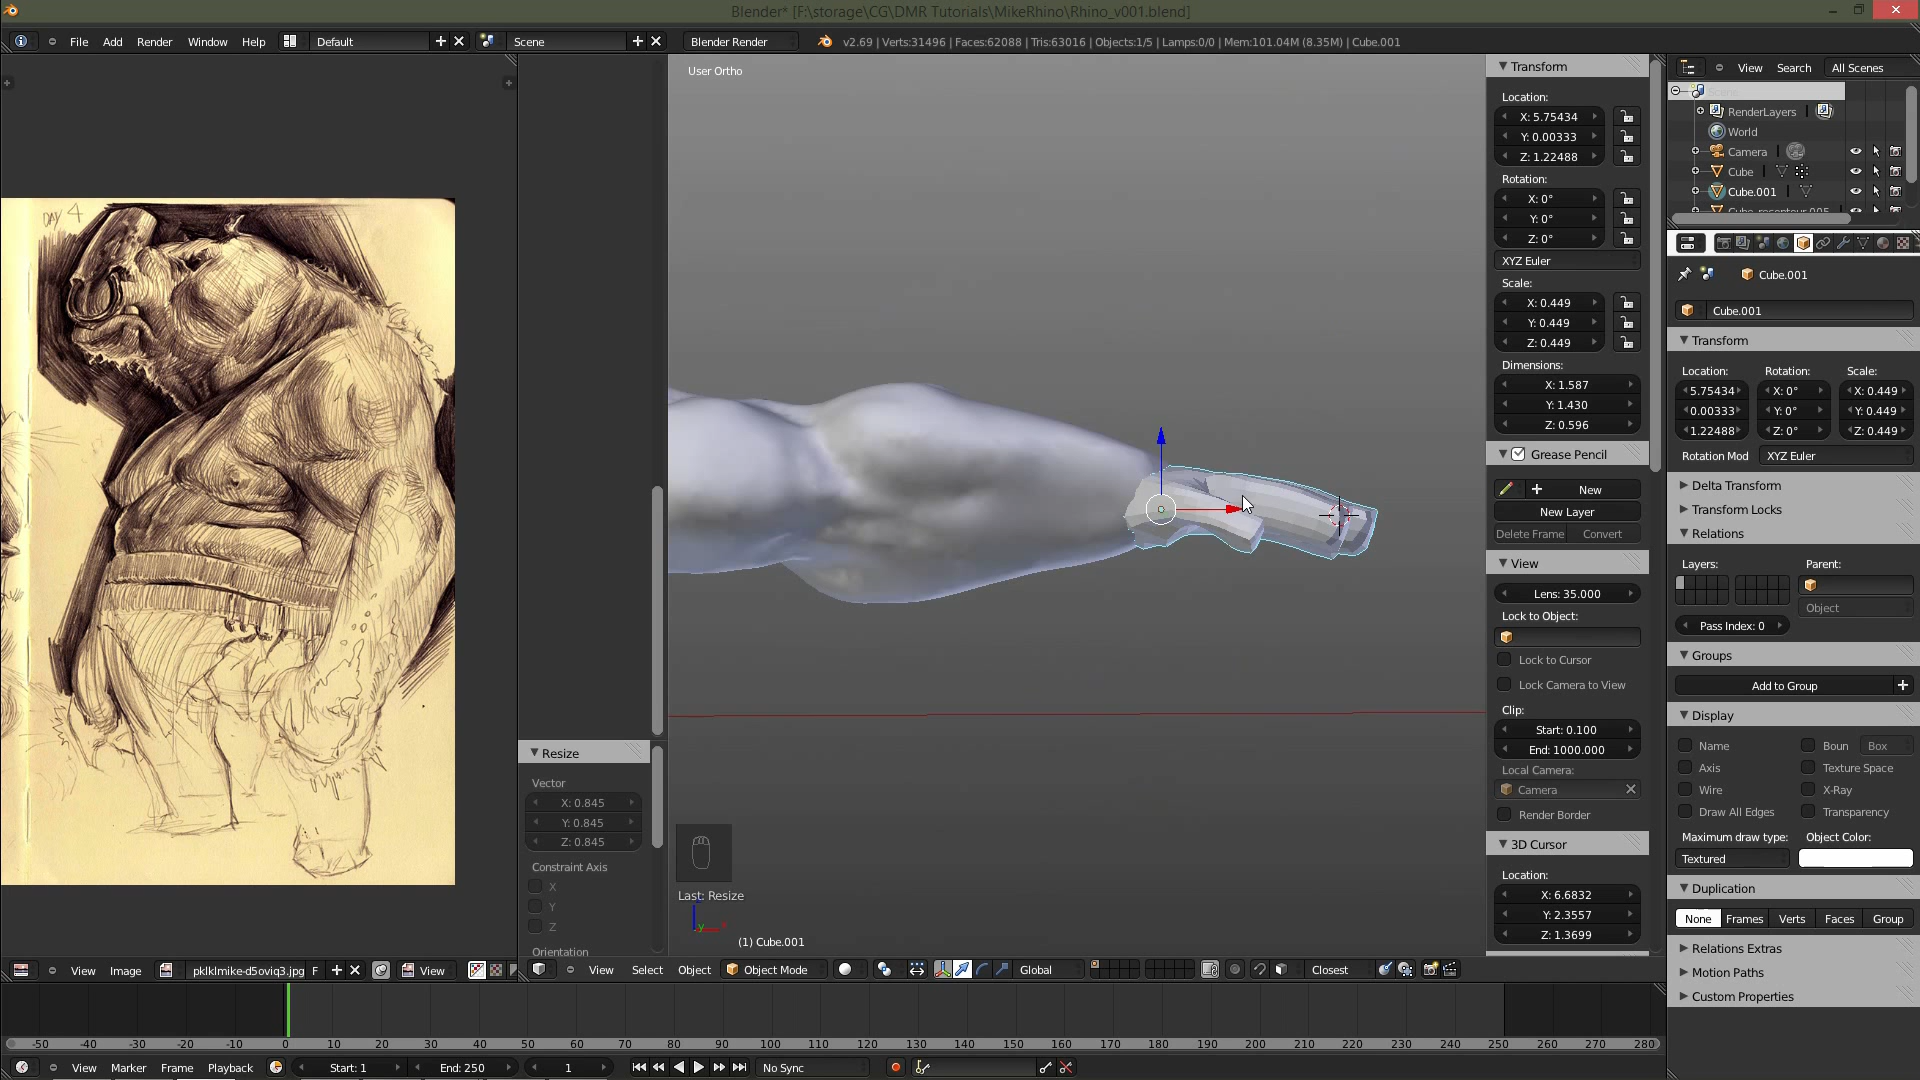 Blender* [F:\storage\CG\DMR Tutorials\MikeRhino\Rhino_v001.blend]
File Add Render Window Help Default Scene Blender Render v2.69 | Verts:31496 | Faces:62088 | Tris:63016 | Objects:1/5 | Lamps:0/0 | Mem:101.04M (8.35M) | Cube.001
User Ortho
DAY 4
Resize
Vector
X: 0.845
Y: 0.845
Z: 0.845
Constraint Axis
X
Y
Z
Orientation
Last: Resize
(1) Cube.001
Transform
Location:
X: 5.75434
Y: 0.00333
Z: 1.22488
Rotation:
X: 0°
Y: 0°
Z: 0°
XYZ Euler
Scale:
X: 0.449
Y: 0.449
Z: 0.449
Dimensions:
X: 1.587
Y: 1.430
Z: 0.596
Grease Pencil
New
New Layer
Delete Frame Convert
View
Lens: 35.000
Lock to Object:
Lock to Cursor
Lock Camera to View
Clip:
Start: 0.100
End: 1000.000
Local Camera:
Camera
Render Border
3D Cursor
Location:
X: 6.6832
Y: 2.3557
Z: 1.3699
View Search All Scenes
RenderLayers
World
Camera
Cube
Cube.001
Cube.001
Cube.001
Transform
Location: Rotation: Scale:
5.75434 X: 0° X: 0.449
0.00333 Y: 0° Y: 0.449
1.22488 Z: 0° Z: 0.449
Rotation Mod XYZ Euler
Delta Transform
Transform Locks
Relations
Layers: Parent:
Object
Pass Index: 0
Groups
Add to Group
Display
Name Boun Box
Axis Texture Space
Wire X-Ray
Draw All Edges Transparency
Maximum draw type: Object Color:
Textured
Duplication
None Frames Verts Faces Group
Relations Extras
Motion Paths
Custom Properties
View Image pklklmike-d5oviq3.jpg F View
View Select Object Object Mode Global Closest
-50 -40 -30 -20 -10 0 10 20 30 40 50 60 70 80 90 100 110 120 130 140 150 160 170 180 190 200 210 220 230 240 250 260 270 280
View Marker Frame Playback Start: 1 End: 250 1 No Sync